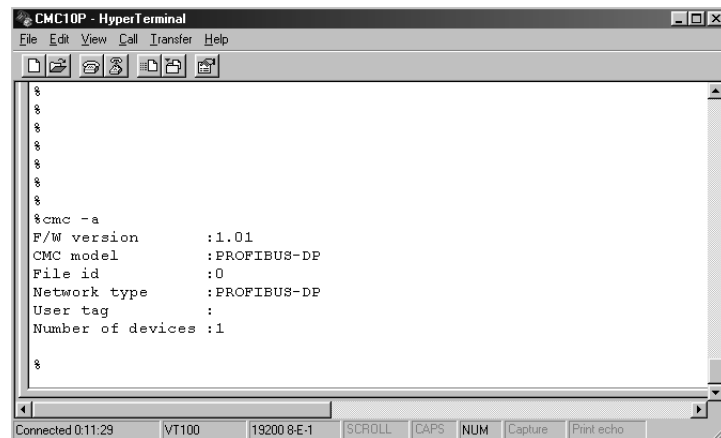 CMC10P - HyperTerminal
File Edit View Call Transfer Help
%
%
%
%
%
%
%
%cmc -a
F/W version :1.01
CMC model :PROFIBUS-DP
File id :0
Network type :PROFIBUS-DP
User tag :
Number of devices :1
%
Connected 0:11:29 VT100 19200 8-E-1 SCROLL CAPS NUM Capture Print echo